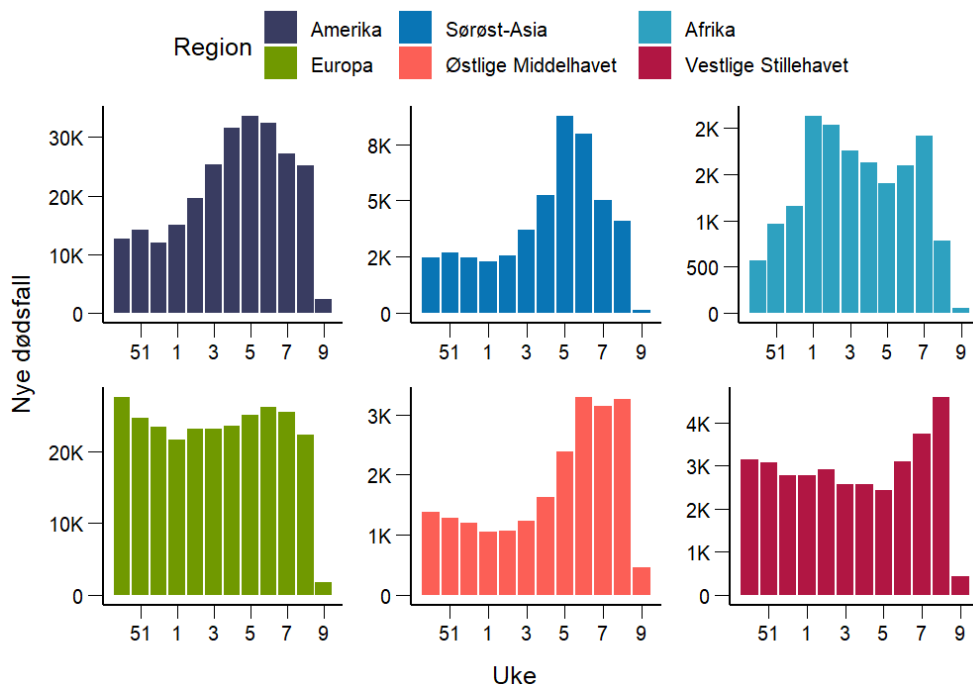 Region
Amerika
Sørøst-Asia
Afrika
Europa
Østlige Middelhavet
Vestlige Stillehavet
Nye dødsfall
30K
20K
10K
0
51 1 3 5 7 9
8K
5K
2K
0
51 1 3 5 7 9
2K
2K
1K
500
0
51 1 3 5 7 9
20K
10K
0
51 1 3 5 7 9
3K
2K
1K
0
51 1 3 5 7 9
4K
3K
2K
1K
0
51 1 3 5 7 9
Uke